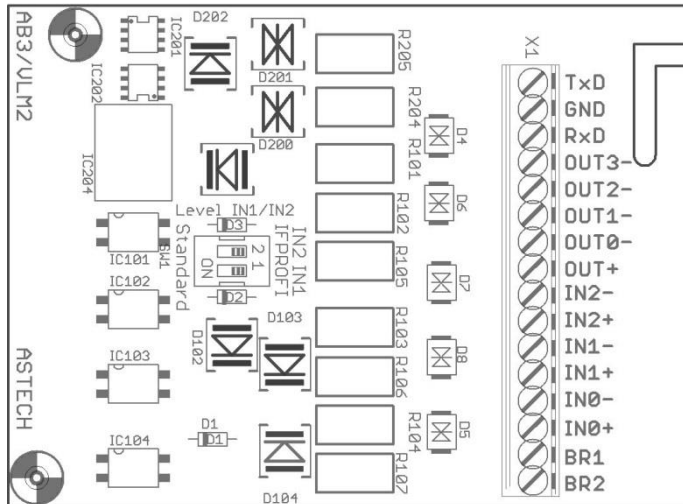 AB3/VLM2
IC201
D202
D201
IC202
D200
IC204
R205
R204
R101
R102
R105
R103
R106
R104
R107
D4
D6
D7
D8
D5
Level IN1/IN2
D3
SW1
Standard
ON
2 1
IN2 IN1
IFPROFI
D2
IC101
IC102
IC103
IC104
D102
D103
D1
D1
D104
ASTECH
X1
TxD
GND
RxD
OUT3-
OUT2-
OUT1-
OUT0-
OUT+
IN2-
IN2+
IN1-
IN1+
IN0-
IN0+
BR1
BR2